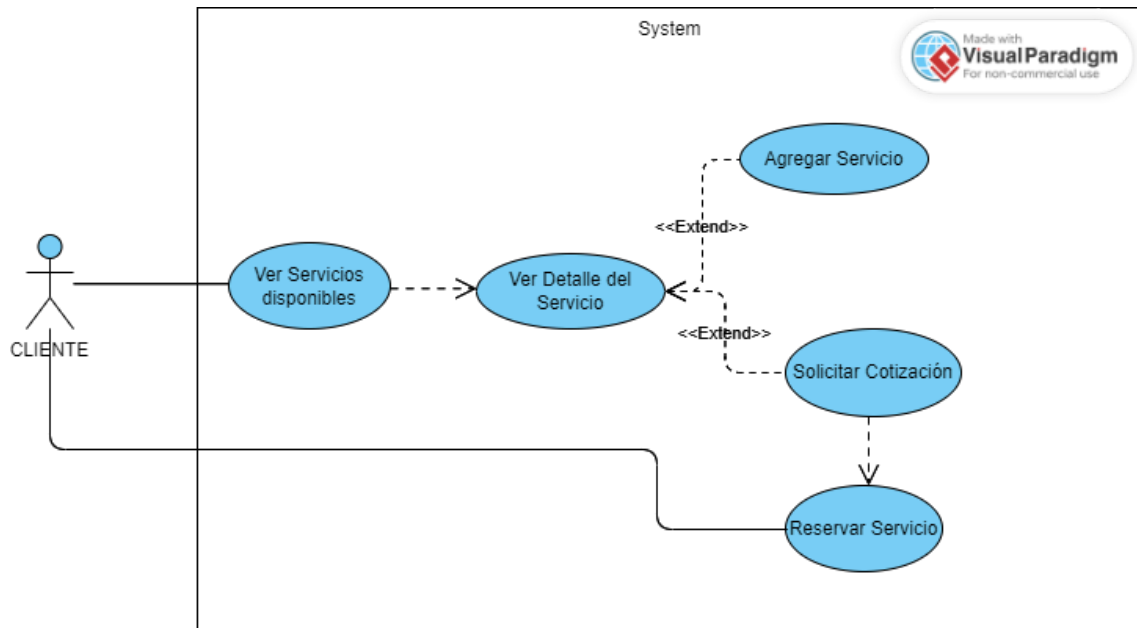 System
Made with
Visual Paradigm
For non-commercial use
Agregar Servicio
<<Extend>>
Ver Servicios
disponibles
Ver Detalle del
Servicio
<<Extend>>
CLIENTE
Solicitar Cotización
Reservar Servicio